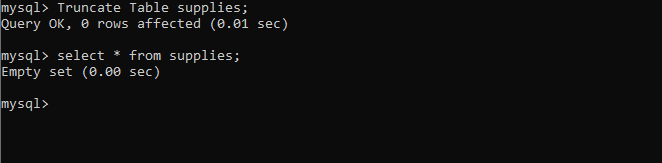 mysql> Truncate Table supplies;
Query OK, 0 rows affected (0.01 sec)
mysql> select * from supplies;
Empty set (0.00 sec)
mysql>